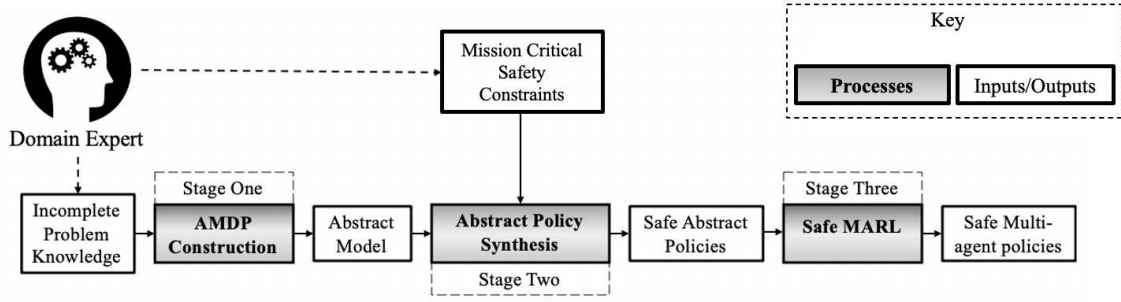 Key
Processes
Inputs/Outputs
Mission Critical
Safety
Constraints
Domain Expert
Incomplete
Problem
Knowledge
Stage One
AMDP
Construction
Abstract
Model
Abstract Policy
Synthesis
Stage Two
Safe Abstract
Policies
Stage Three
Safe MARL
Safe Multi-
agent policies